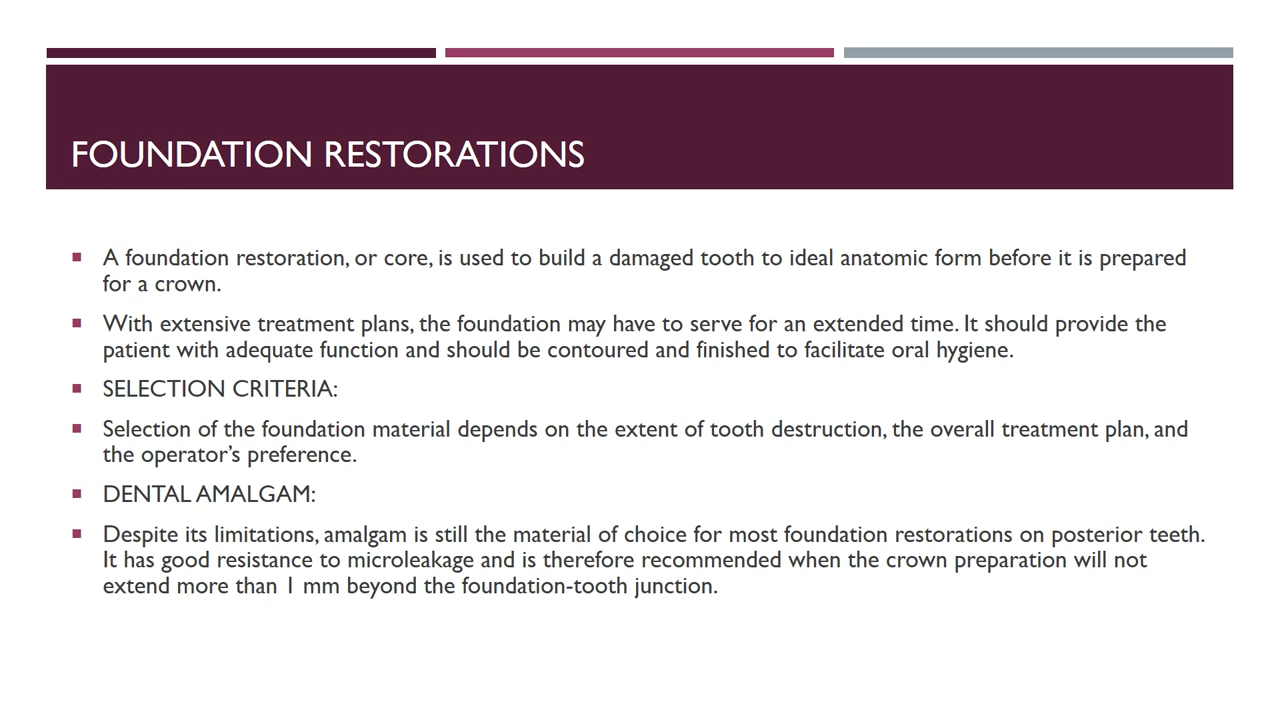 FOUNDATION RESTORATIONS
A foundation restoration, or core, is used to build a damaged tooth to ideal anatomic form before it is prepared
for a crown.
With extensive treatment plans, the foundation may have to serve for an extended time. It should provide the
patient with adequate function and should be contoured and finished to facilitate oral hygiene.
SELECTION CRITERIA:
Selection of the foundation material depends on the extent of tooth destruction, the overall treatment plan, and
the operator’s preference.
DENTAL AMALGAM:
Despite its limitations, amalgam is still the material of choice for most foundation restorations on posterior teeth.
It has good resistance to microleakage and is therefore recommended when the crown preparation will not
extend more than 1 mm beyond the foundation-tooth junction.